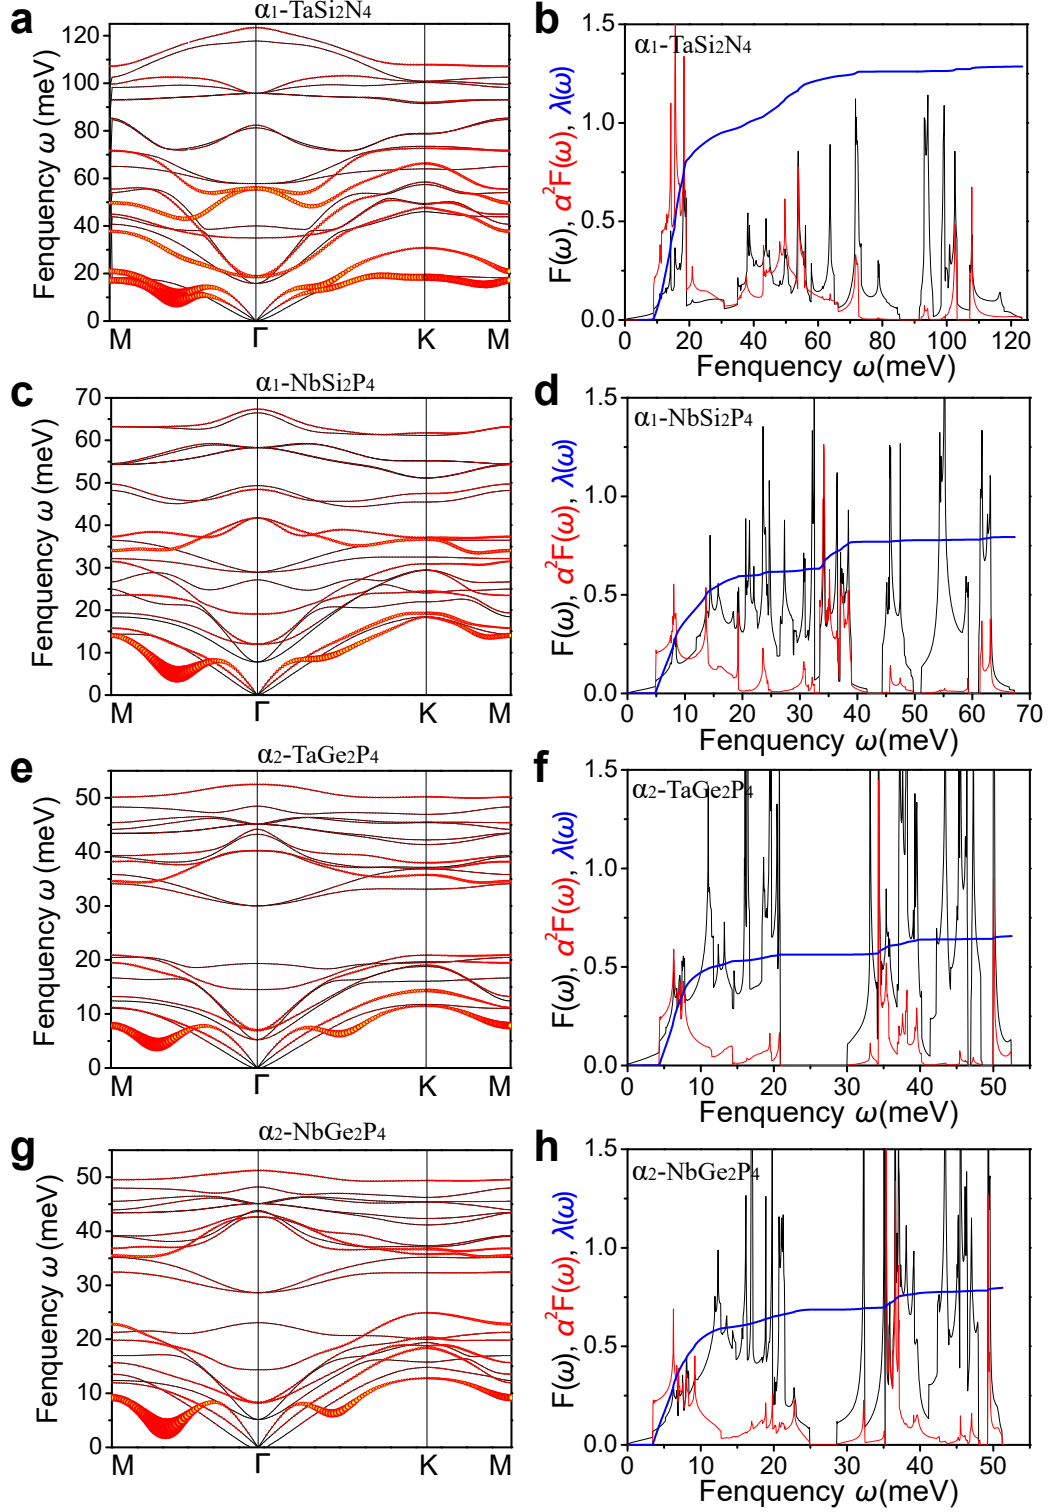 a
α1-TaSi2N4
Fenquency ω (meV)
120
100
80
60
40
20
0
M Γ K M
b
α1-TaSi2N4
F(ω), α²F(ω), λ(ω)
1.5
1.0
0.5
0.0
0 20 40 60 80 100 120
Fenquency ω(meV)
c
α1-NbSi2P4
Fenquency ω (meV)
70
60
50
40
30
20
10
0
M Γ K M
d
α1-NbSi2P4
F(ω), α²F(ω), λ(ω)
1.5
1.0
0.5
0.0
0 10 20 30 40 50 60 70
Fenquency ω(meV)
e
α2-TaGe2P4
Fenquency ω (meV)
50
40
30
20
10
0
M Γ K M
f
α2-TaGe2P4
F(ω), α²F(ω), λ(ω)
1.5
1.0
0.5
0.0
0 10 20 30 40 50
Fenquency ω(meV)
g
α2-NbGe2P4
Fenquency ω (meV)
50
40
30
20
10
0
M Γ K M
h
α2-NbGe2P4
F(ω), α²F(ω), λ(ω)
1.5
1.0
0.5
0.0
0 10 20 30 40 50
Fenquency ω(meV)